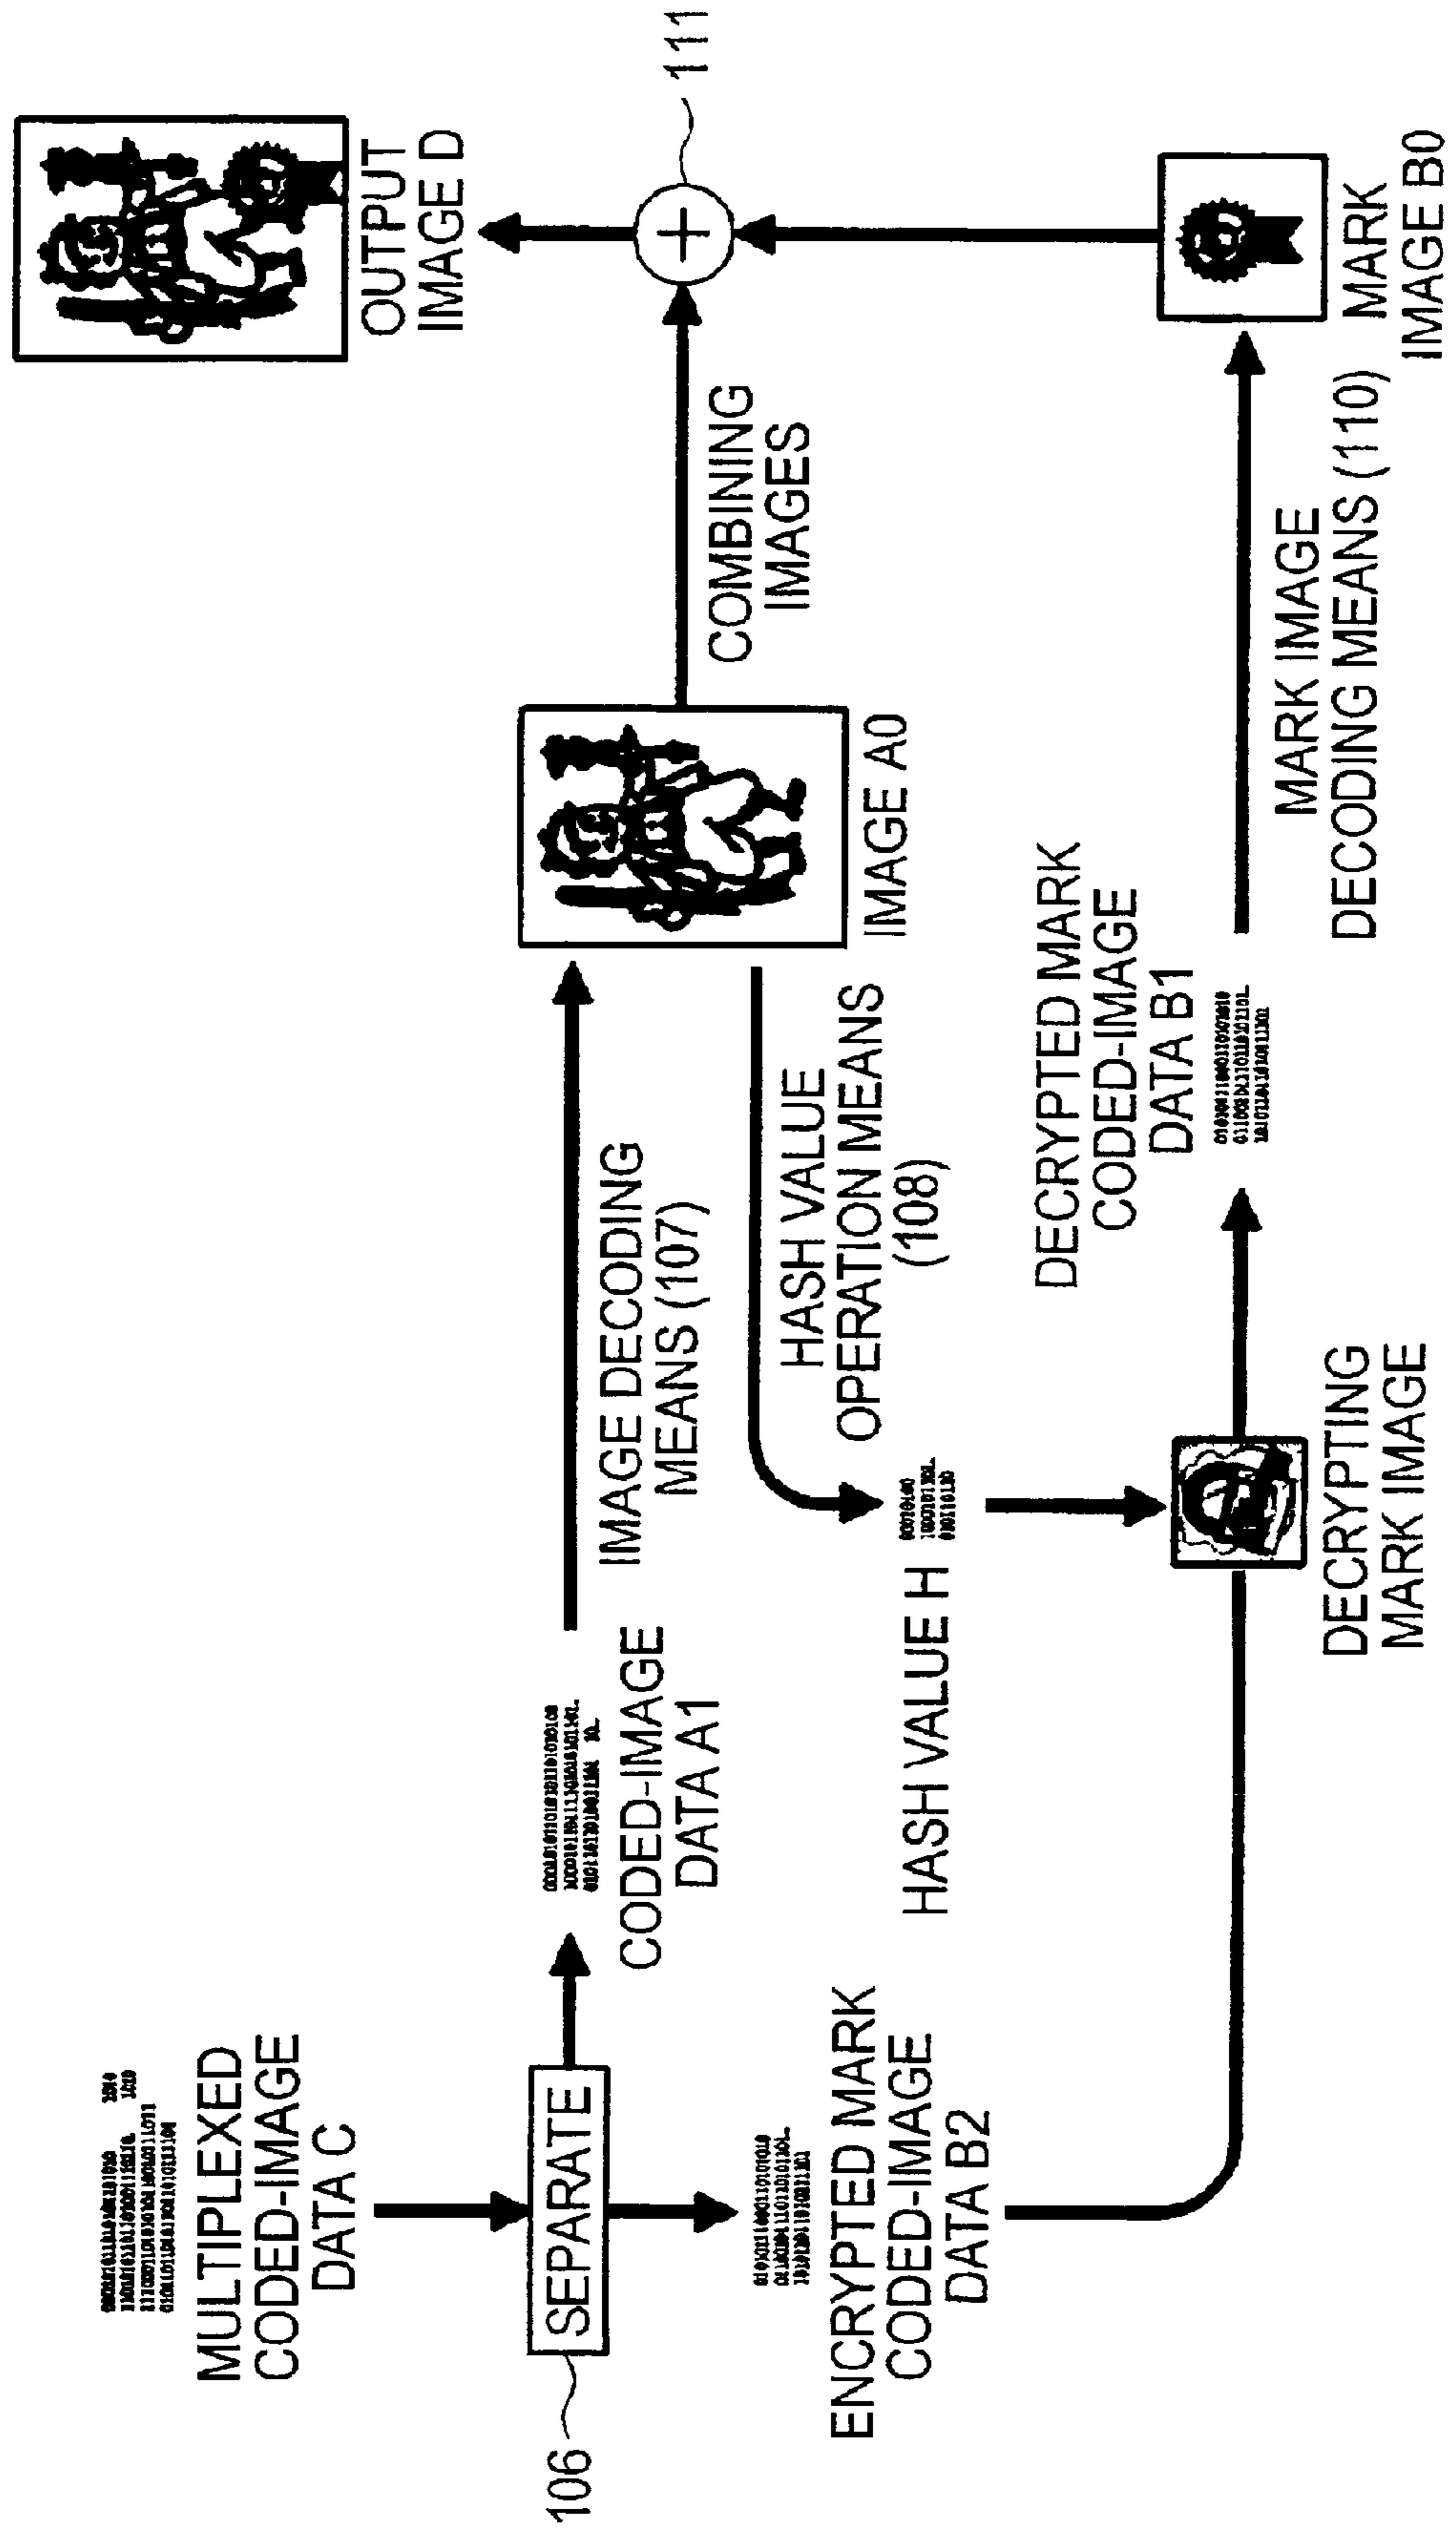 MULTIPLEXED
CODED-IMAGE
DATA C
106
SEPARATE
CODED-IMAGE
DATA A1
IMAGE DECODING
MEANS (107)
IMAGE A0
COMBINING
IMAGES
111
OUTPUT
IMAGE D
HASH VALUE
OPERATION MEANS
(108)
HASH VALUE H
ENCRYPTED MARK
CODED-IMAGE
DATA B2
DECRYPTING
MARK IMAGE
DECRYPTED MARK
CODED-IMAGE
DATA B1
MARK IMAGE
DECODING MEANS (110)
MARK
IMAGE B0